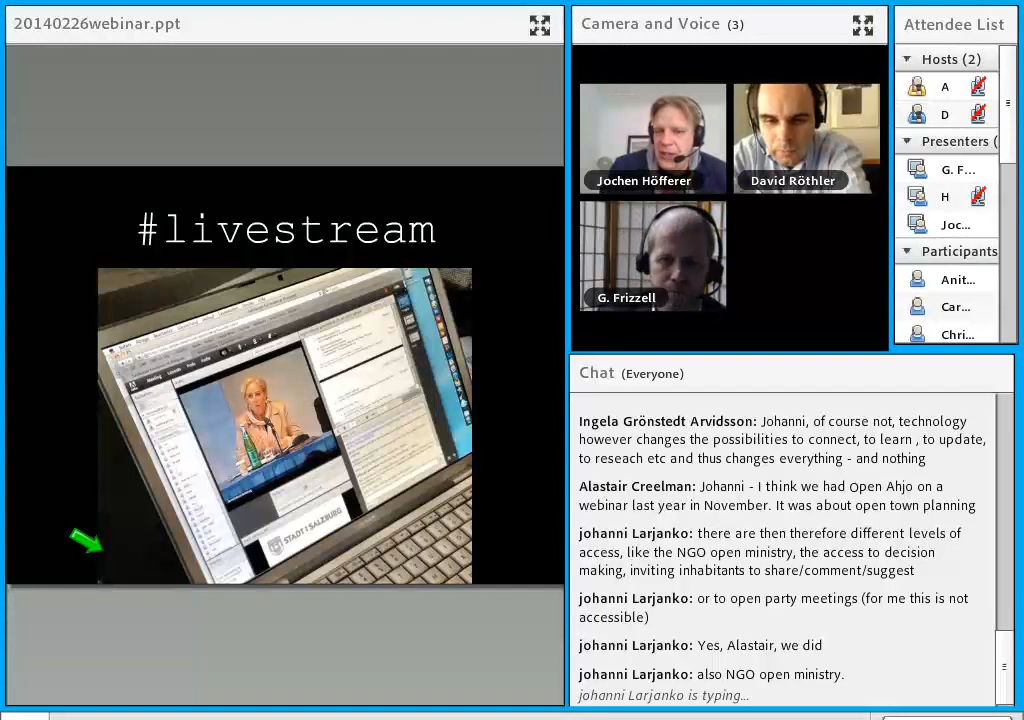 20140226webinar.ppt
#livestream
STADT : SALZBURG
Camera and Voice (3)
Jochen Höfferer
David Röthler
G. Frizzell
Attendee List
Hosts (2)
A
D
Presenters (
G. F...
H
Joc...
Participants
Anit...
Car...
Chri...
Chat (Everyone)
Ingela Grönstedt Arvidsson: Johanni, of course not, technology
however changes the possibilities to connect, to learn , to update,
to reseach etc and thus changes everything - and nothing
Alastair Creelman: Johanni - I think we had Open Ahjo on a
webinar last year in November. It was about open town planning
johanni Larjanko: there are then therefore different levels of
access, like the NGO open ministry, the access to decision
making, inviting inhabitants to share/comment/suggest
johanni Larjanko: or to open party meetings (for me this is not
accessible)
johanni Larjanko: Yes, Alastair, we did
johanni Larjanko: also NGO open ministry.
johanni Larjanko is typing...